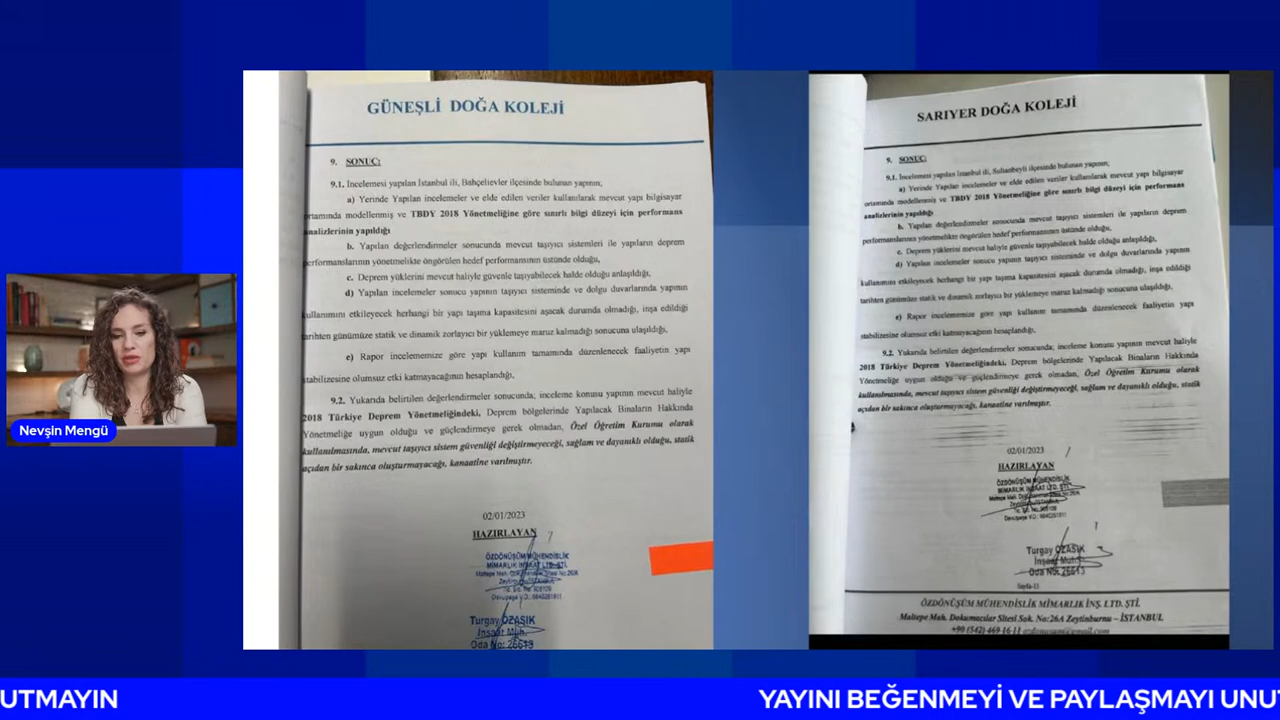 GÜNEŞLİ DOĞA KOLEJİ
9. SONUÇ:
9.1. İncelemesi yapılan İstanbul ili, Bahçelievler ilçesinde bulunan yapının;
a) Yerinde Yapılan incelemeler ve elde edilen veriler kullanılarak mevcut yapı bilgisayar
ortamında modellenmiş ve TBDY 2018 Yönetmeliğine göre sınırlı bilgi düzeyi için performans
analizlerinin yapıldığı
b. Yapılan değerlendirmeler sonucunda mevcut taşıyıcı sistemleri ile yapıların deprem
performanslarının yönetmelikte öngörülen hedef performansının üstünde olduğu,
c. Deprem yüklerini mevcut haliyle güvenle taşıyabilecek halde olduğu anlaşıldığı,
d) Yapılan incelemeler sonucu yapının taşıyıcı sisteminde ve dolgu duvarlarında yapının
kullanımını etkileyecek herhangi bir yapı taşıma kapasitesini aşacak durumda olmadığı, inşa edildiği
tarihten günümüze statik ve dinamik zorlayıcı bir yüklemeye maruz kalmadığı sonucuna ulaşıldığı,
e) Rapor incelememize göre yapı kullanım tamamında düzenlenecek faaliyetin yapı
stabilizesine olumsuz etki katmayacağının hesaplandığı,
9.2. Yukarıda belirtilen değerlendirmeler sonucunda; inceleme konusu yapının mevcut haliyle
2018 Türkiye Deprem Yönetmeliğindeki, Deprem bölgelerinde Yapılacak Binaların Hakkında
Yönetmeliğe uygun olduğu ve güçlendirmeye gerek olmadan, Özel Öğretim Kurumu olarak
kullanılmasında, mevcut taşıyıcı sistem güvenliği değiştirmeyeceği, sağlam ve dayanıklı olduğu, statik
açıdan bir sakınca oluşturmayacağı, kanaatine varılmıştır.
02/01/2023
HAZIRLAYAN
ÖZDÖNÜŞÜM MÜHENDİSLİK
MİMARLIK İNŞAAT LTD. ŞTİ.
Turgay ÖZAŞIK
İnşaat Müh.
Oda No: 26613
SARIYER DOĞA KOLEJİ
9. SONUÇ:
9.1. İncelemesi yapılan İstanbul ili, Sultanbeyli ilçesinde bulunan yapının;
a) Yerinde Yapılan incelemeler ve elde edilen veriler kullanılarak mevcut yapı bilgisayar
ortamında modellenmiş ve TBDY 2018 Yönetmeliğine göre sınırlı bilgi düzeyi için performans
analizlerinin yapıldığı
b. Yapılan değerlendirmeler sonucunda mevcut taşıyıcı sistemleri ile yapıların deprem
performanslarının yönetmelikte öngörülen hedef performansının üstünde olduğu,
c. Deprem yüklerini mevcut haliyle güvenle taşıyabilecek halde olduğu anlaşıldığı,
d) Yapılan incelemeler sonucu yapının taşıyıcı sisteminde ve dolgu duvarlarında yapının
kullanımını etkileyecek herhangi bir yapı taşıma kapasitesini aşacak durumda olmadığı, inşa edildiği
tarihten günümüze statik ve dinamik zorlayıcı bir yüklemeye maruz kalmadığı sonucuna ulaşıldığı,
e) Rapor incelememize göre yapı kullanım tamamında düzenlenecek faaliyetin yapı
stabilizesine olumsuz etki katmayacağının hesaplandığı,
9.2. Yukarıda belirtilen değerlendirmeler sonucunda; inceleme konusu yapının mevcut haliyle
2018 Türkiye Deprem Yönetmeliğindeki, Deprem bölgelerinde Yapılacak Binaların Hakkında
Yönetmeliğe uygun olduğu ve güçlendirmeye gerek olmadan, Özel Öğretim Kurumu olarak
kullanılmasında, mevcut taşıyıcı sistem güvenliği değiştirmeyeceği, sağlam ve dayanıklı olduğu, statik
açıdan bir sakınca oluşturmayacağı, kanaatine varılmıştır.
02/01/2023
HAZIRLAYAN
ÖZDÖNÜŞÜM MÜHENDİSLİK
MİMARLIK İNŞAAT LTD. ŞTİ.
Turgay ÖZAŞIK
İnşaat Müh.
Oda No: 26613
Sayfa-13
ÖZDÖNÜŞÜM MÜHENDİSLİK MİMARLIK İNŞ. LTD. ŞTİ.
Maltepe Mah. Dokumacılar Sitesi Sok. No:26A Zeytinburnu – İSTANBUL
+90 (542) 469 16 11
Nevşin Mengü
UTMAYIN
YAYINI BEĞENMEYİ VE PAYLAŞMAYI UNUT